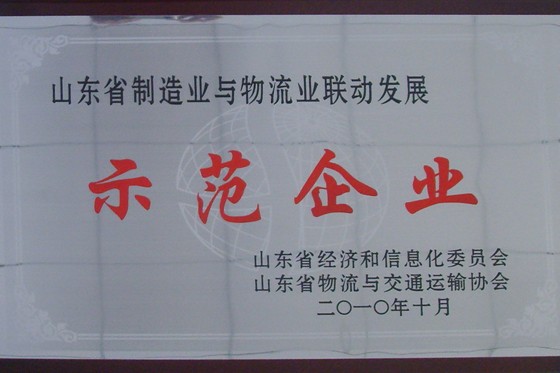 山东省制造业与物流业联动发展
示范企业
山东省经济和信息化委员会
山东省物流与交通运输协会
二〇一〇年十月